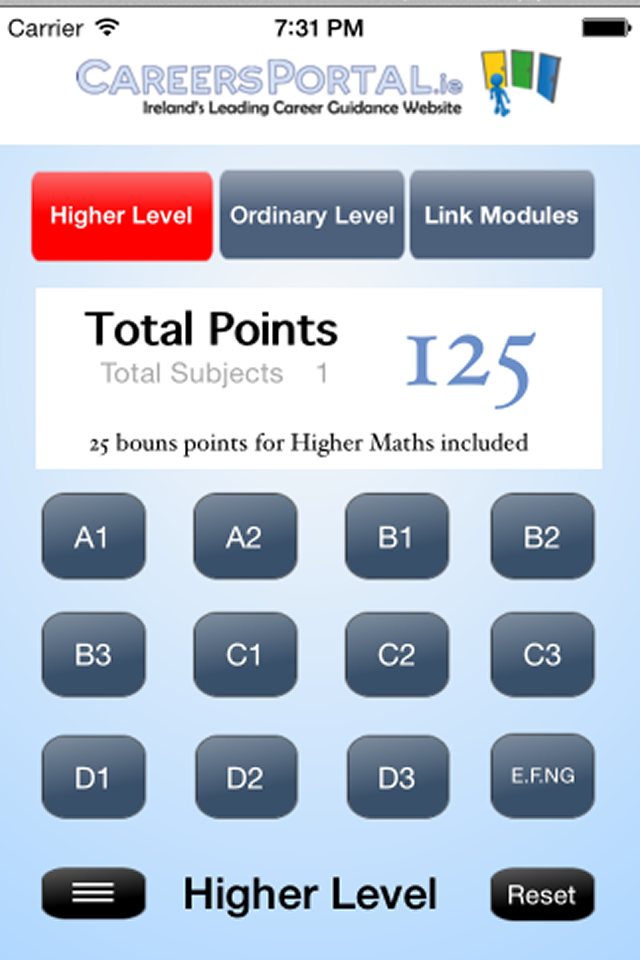 Carrier 7:31 PM
CAREERSPORTAL.ie
Ireland's Leading Career Guidance Website
Higher Level Ordinary Level Link Modules
Total Points 125
Total Subjects 1
25 bouns points for Higher Maths included
A1 A2 B1 B2
B3 C1 C2 C3
D1 D2 D3 E.F.NG
Higher Level Reset